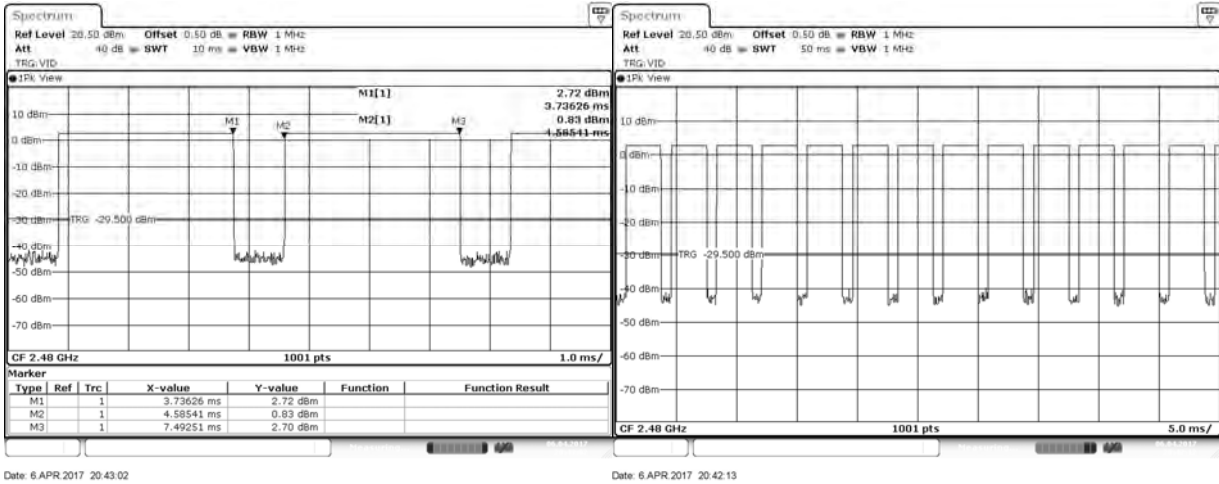 Spectrum
Ref Level 20.50 dBm Offset 0.50 dB RBW 1 MHz
Att 40 dB SWT 10 ms VBW 1 MHz
TRG:VID
1Pk View
M1[1] 2.72 dBm
3.73626 ms
M2[1] 0.83 dBm
4.58541 ms
M1
M2
M3
10 dBm
0 dBm
-10 dBm
-20 dBm
-30 dBm
TRG -29.500 dBm
-40 dBm
-50 dBm
-60 dBm
-70 dBm
CF 2.48 GHz 1001 pts 1.0 ms/
Marker
Type Ref Trc X-value Y-value Function Function Result
M1 1 3.73626 ms 2.72 dBm
M2 1 4.58541 ms 0.83 dBm
M3 1 7.49251 ms 2.70 dBm
Date: 6.APR.2017 20:43:02
Spectrum
Ref Level 20.50 dBm Offset 0.50 dB RBW 1 MHz
Att 40 dB SWT 50 ms VBW 1 MHz
TRG:VID
1Pk View
10 dBm
0 dBm
-10 dBm
-20 dBm
-30 dBm
TRG -29.500 dBm
-40 dBm
-50 dBm
-60 dBm
-70 dBm
CF 2.48 GHz 1001 pts 5.0 ms/
Date: 6.APR.2017 20:42:13